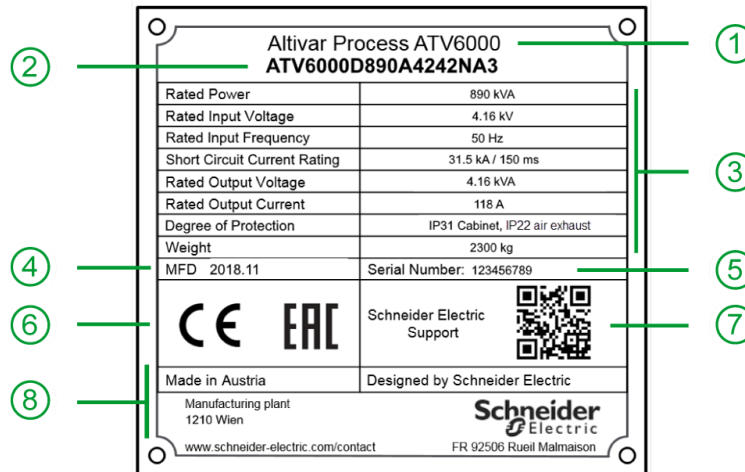 Altivar Process ATV6000
1
2
ATV6000D890A4242NA3
Rated Power 890 kVA
Rated Input Voltage 4.16 kV
Rated Input Frequency 50 Hz
3
Short Circuit Current Rating 31.5 kA / 150 ms
Rated Output Voltage 4.16 kVA
Rated Output Current 118 A
Degree of Protection IP31 Cabinet, IP22 air exhaust
Weight 2300 kg
4
MFD 2018.11 Serial Number: 123456789
5
6
CE EAC
Schneider Electric
Support
7
Made in Austria Designed by Schneider Electric
8
Manufacturing plant
1210 Wien
Schneider
Electric
www.schneider-electric.com/contact FR 92506 Rueil Malmaison